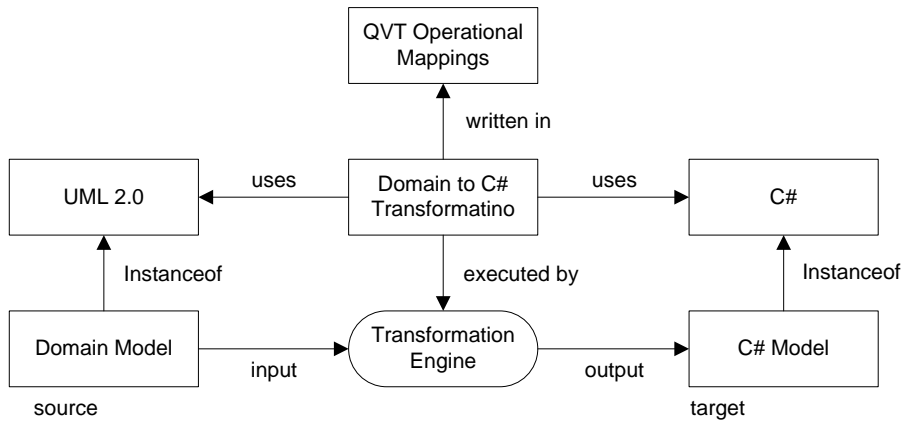 QVT Operational
Mappings
written in
UML 2.0
uses
Domain to C#
Transformatino
uses
C#
Instanceof
executed by
Instanceof
Domain Model
input
Transformation
Engine
output
C# Model
source
target